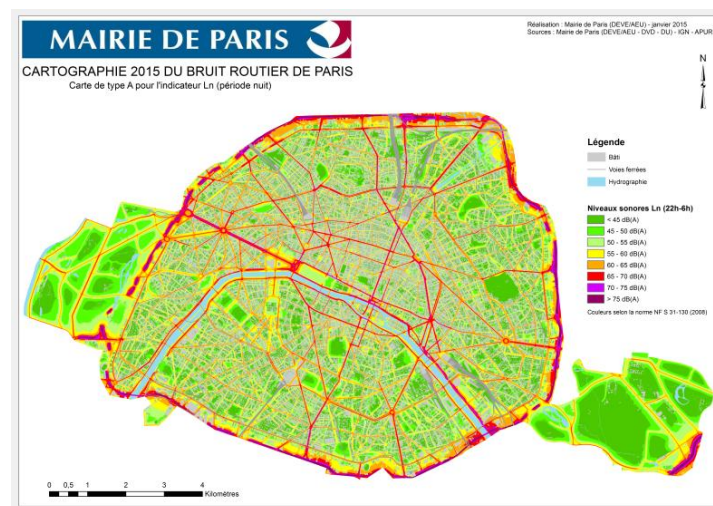 MAIRIE DE PARIS
Réalisation : Mairie de Paris (DEVE/AEU) - janvier 2015
Sources : Mairie de Paris (DEVE/AEU - DVD - DU) - IGN - APUR
CARTOGRAPHIE 2015 DU BRUIT ROUTIER DE PARIS
Carte de type A pour l'indicateur Ln (période nuit)
N
Légende
Bâti
Voies ferrées
Hydrographie
Niveaux sonores Ln (22h-6h)
< 45 dB(A)
45 - 50 dB(A)
50 - 55 dB(A)
55 - 60 dB(A)
60 - 65 dB(A)
65 - 70 dB(A)
70 - 75 dB(A)
> 75 dB(A)
Couleurs selon la norme NF S 31-130 (2008)
0 0,5 1 2 3 4
Kilomètres